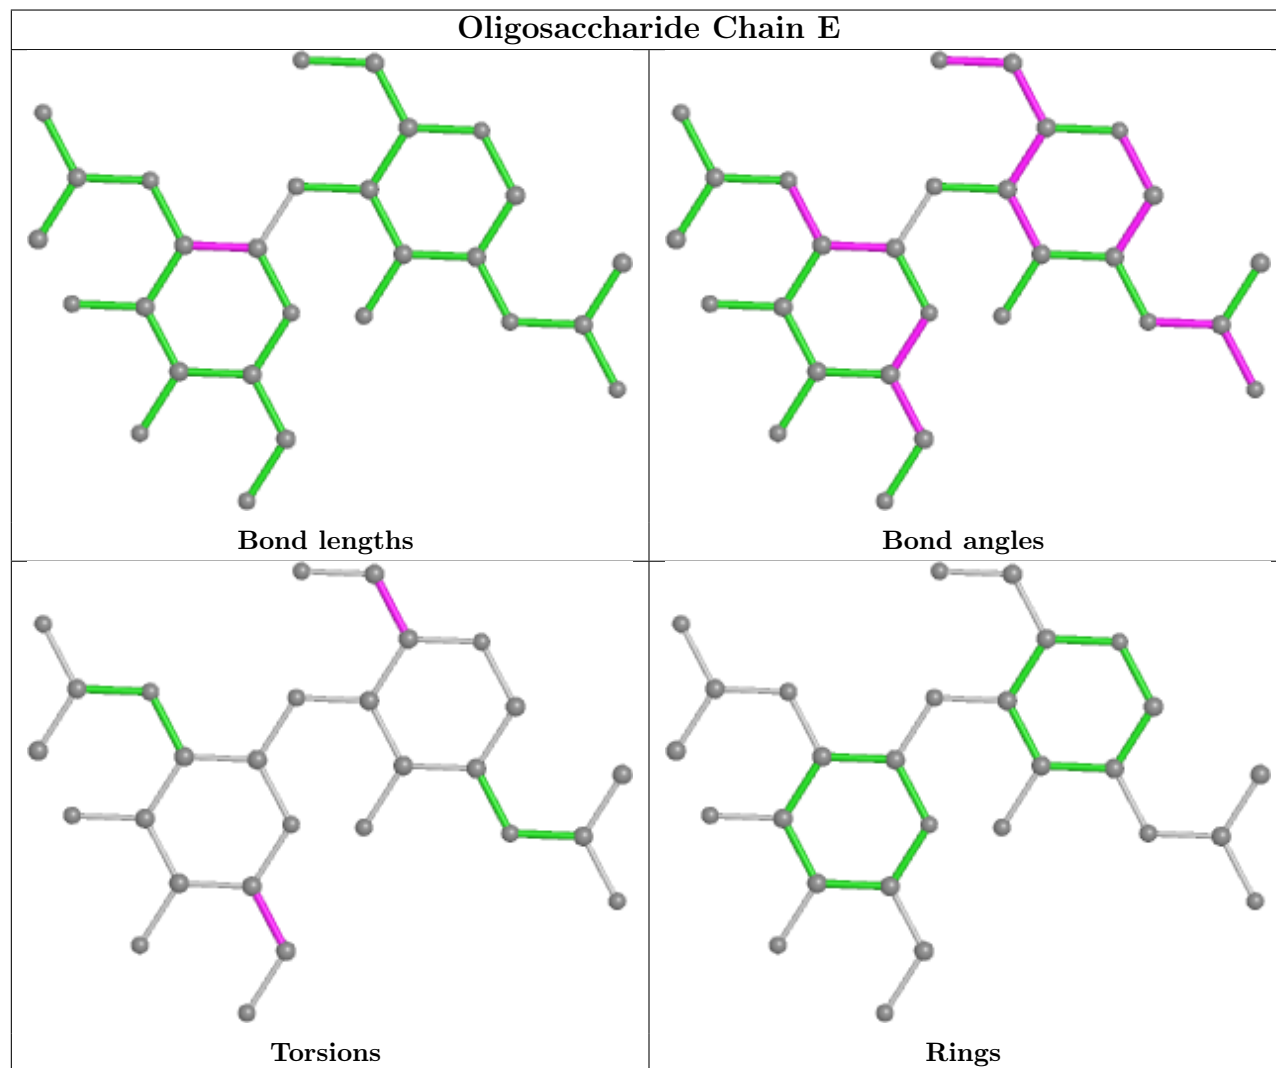 Oligosaccharide Chain E
Bond lengths
Bond angles
Torsions
Rings